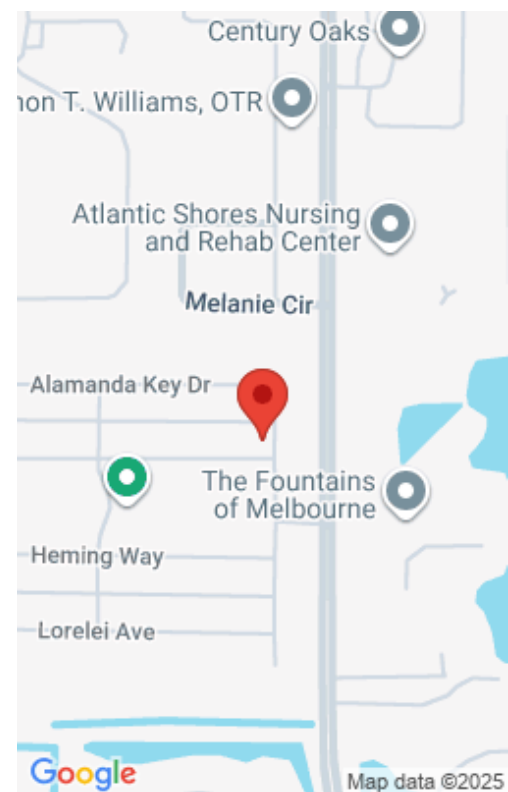 Century Oaks
non T. Williams, OTR
Atlantic Shores Nursing
and Rehab Center
Melanie Cir
Alamanda Key Dr
The Fountains
of Melbourne
Heming Way
Lorelei Ave
Google
Map data ©2025